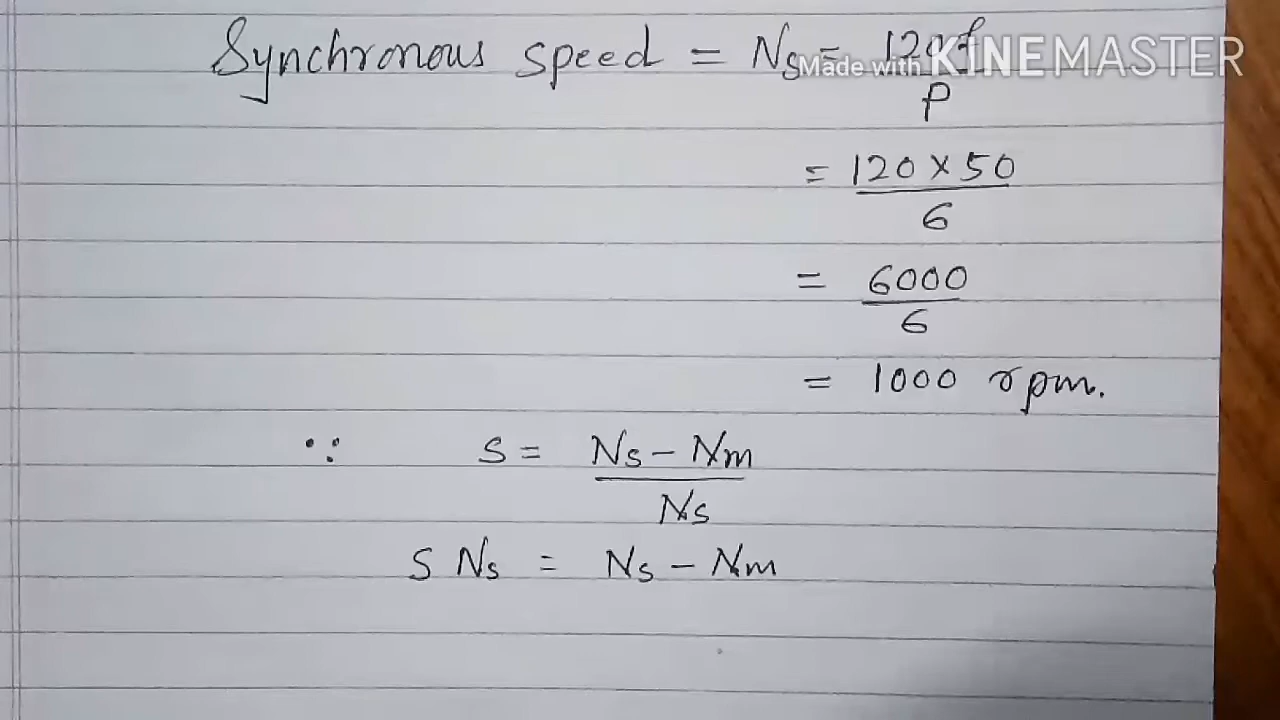 Synchronous speed = Ns = 120f / P
Made with KINEMASTER
= 120 × 50 / 6
= 6000 / 6
= 1000 rpm.
∵ S = Ns - Nm / Ns
S Ns = Ns - Nm